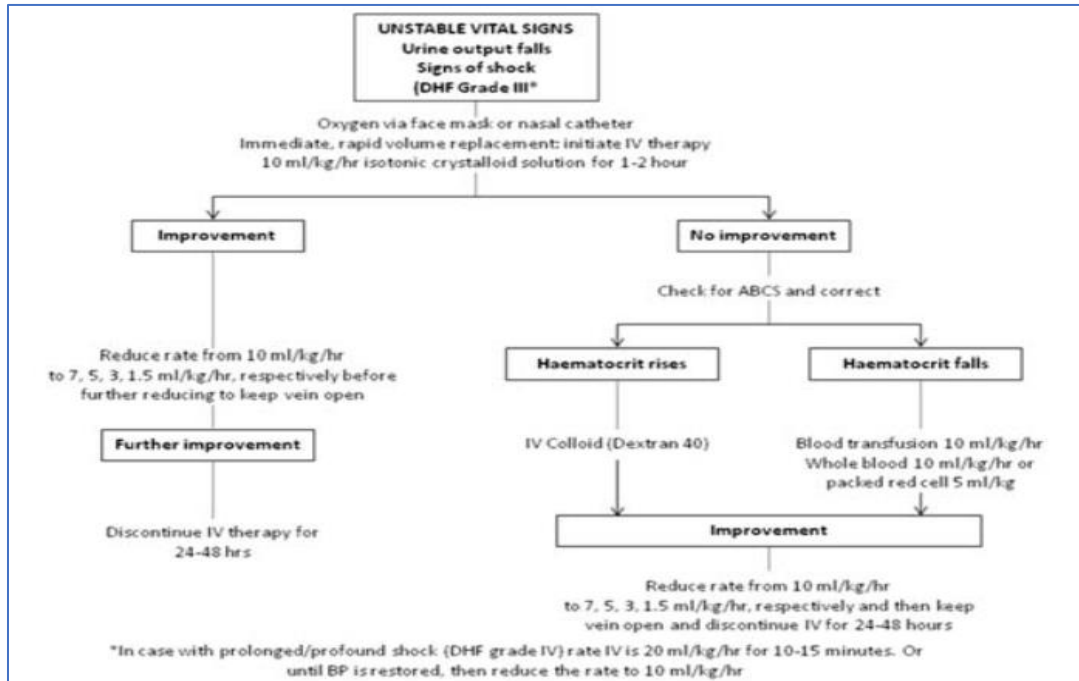 UNSTABLE VITAL SIGNS
Urine output falls
Signs of shock
(DHF Grade III*
Oxygen via face mask or nasal catheter
Immediate, rapid volume replacement: initiate IV therapy
10 ml/kg/hr isotonic crystalloid solution for 1-2 hour
Improvement
No improvement
Check for ABCS and correct
Reduce rate from 10 ml/kg/hr
to 7, 5, 3, 1.5 ml/kg/hr, respectively before
further reducing to keep vein open
Haematocrit rises
Haematocrit falls
Further improvement
IV Colloid (Dextran 40)
Blood transfusion 10 ml/kg/hr
Whole blood 10 ml/kg/hr or
packed red cell 5 ml/kg
Discontinue IV therapy for
24-48 hrs
Improvement
Reduce rate from 10 ml/kg/hr
to 7, 5, 3, 1.5 ml/kg/hr, respectively and then keep
vein open and discontinue IV for 24-48 hours
*In case with prolonged/profound shock (DHF grade IV) rate IV is 20 ml/kg/hr for 10-15 minutes. Or
until BP is restored, then reduce the rate to 10 ml/kg/hr